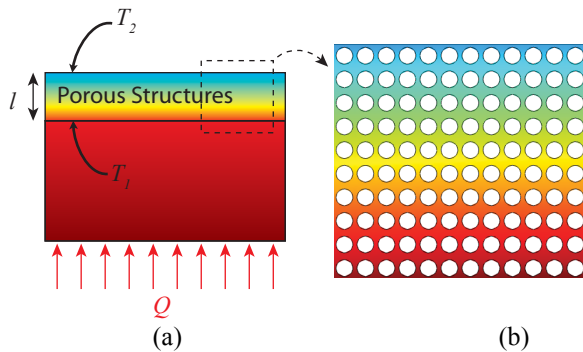 T₂
l
Porous Structures
T₁
Q
(a)
(b)